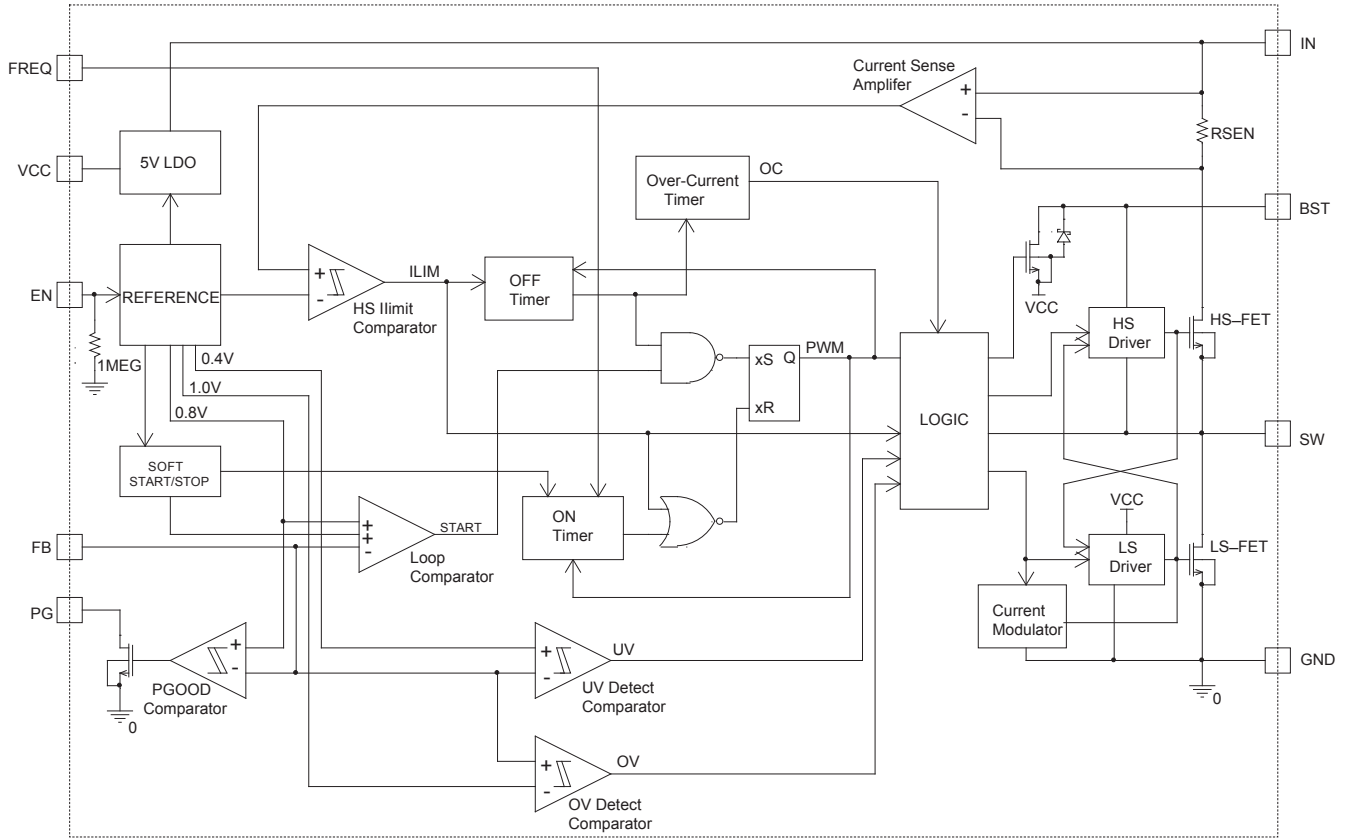 IN
FREQ
Current Sense
Amplifer
+
-
RSEN
5V LDO
VCC
Over-Current
Timer
OC
BST
REFERENCE
EN
+
-
ILIM
HS Ilimit
Comparator
OFF
Timer
VCC
HS
Driver
HS–FET
1MEG
0.4V
1.0V
0.8V
xS Q
xR
PWM
LOGIC
SW
SOFT
START/STOP
VCC
+
+
-
START
Loop
Comparator
ON
Timer
FB
LS
Driver
LS–FET
PG
Current
Modulator
+
-
PGOOD
Comparator
0
+
-
UV
UV Detect
Comparator
GND
0
+
-
OV
OV Detect
Comparator